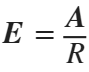 E = A/R